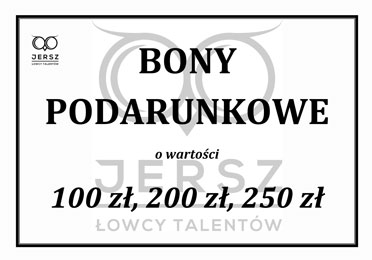 JERSZ
ŁOWCY TALENTÓW
BONY
PODARUNKOWE
o wartości
JERSZ
100 zł, 200 zł, 250 zł
ŁOWCY TALENTÓW